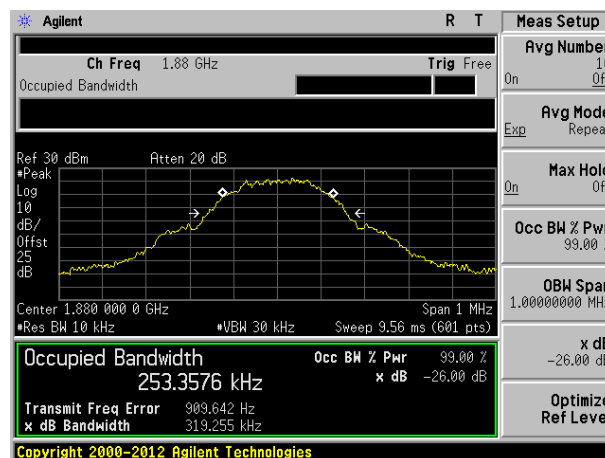 Agilent R T Meas Setup
Ch Freq 1.88 GHz Trig Free
Occupied Bandwidth
Avg Number
10
On Off
Avg Mode
Exp Repeat
Max Hold
On Off
Occ BW % Pwr
99.00 %
OBW Span
1.00000000 MHz
x dB
-26.00 dB
Optimize
Ref Level
Ref 30 dBm Atten 20 dB
#Peak
Log
10
dB/
Offst
25
dB
Center 1.880 000 0 GHz Span 1 MHz
#Res BW 10 kHz #VBW 30 kHz Sweep 9.56 ms (601 pts)
Occupied Bandwidth Occ BW % Pwr 99.00 %
253.3576 kHz x dB -26.00 dB
Transmit Freq Error 909.642 Hz
x dB Bandwidth 319.255 kHz
Copyright 2000-2012 Agilent Technologies